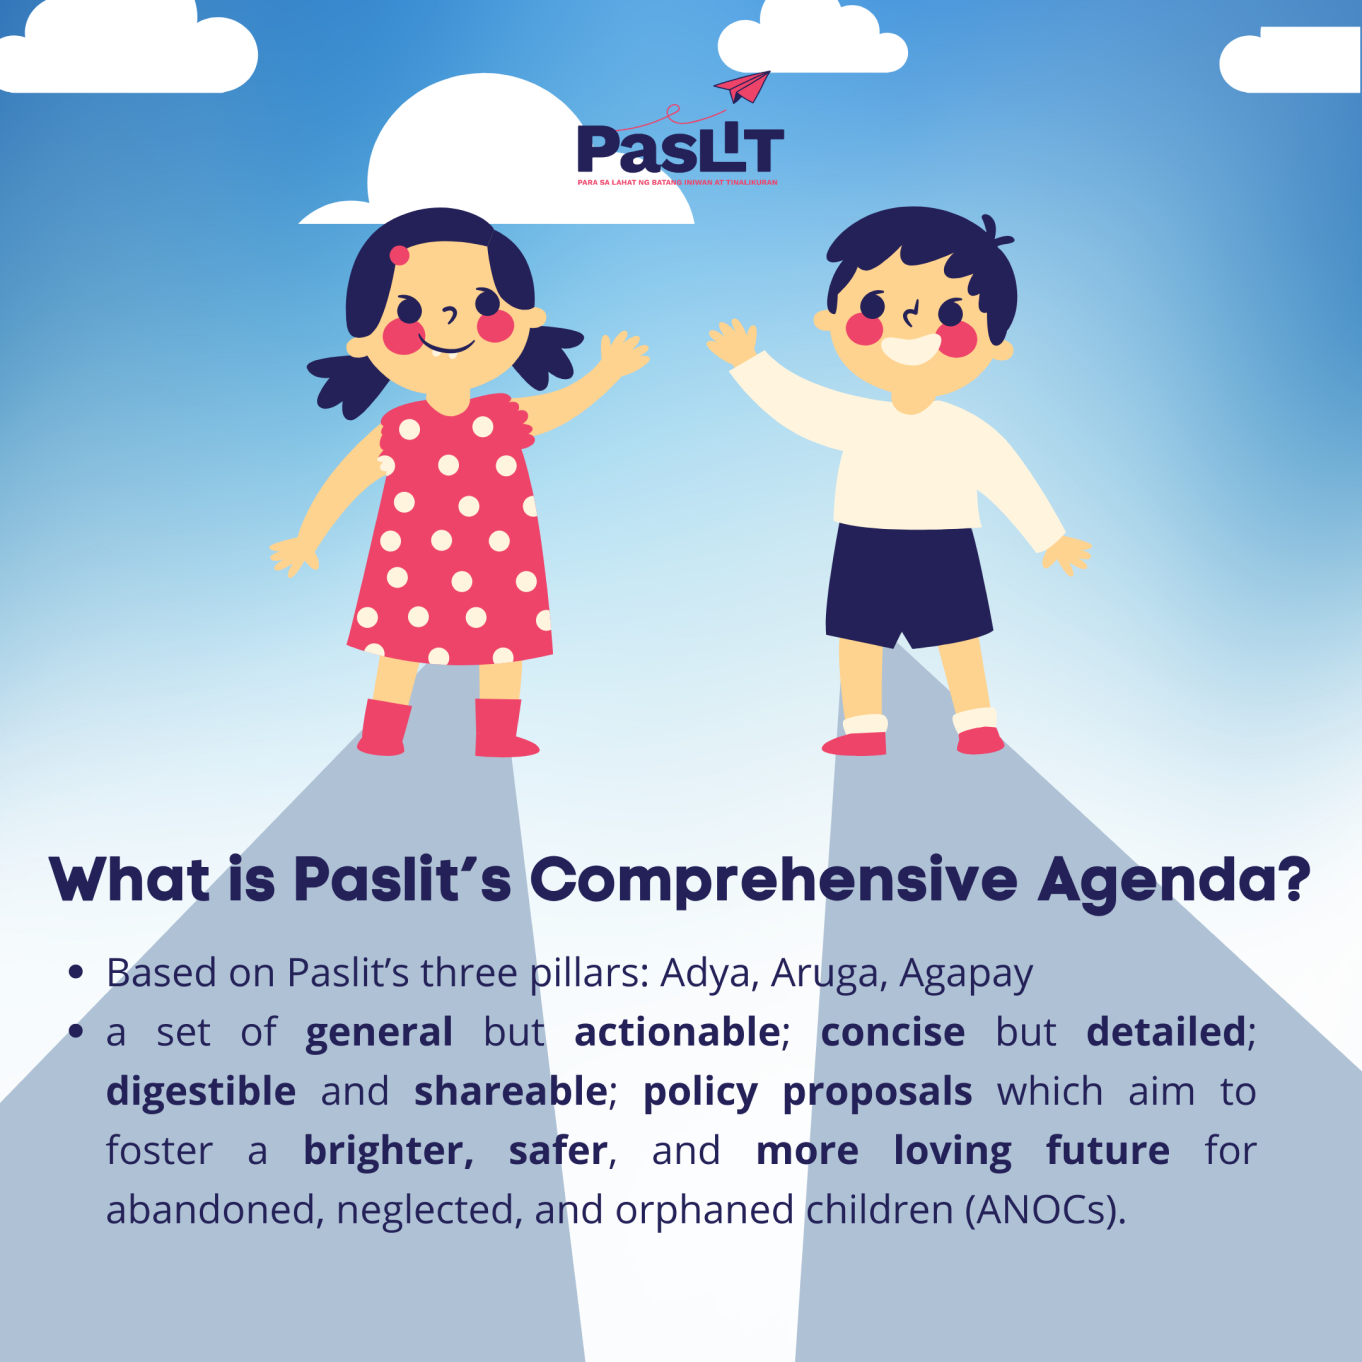 PasLIT
PARA SA LAHAT NG BATANG INIWAN AT TINALIKURAN
What is Paslit’s Comprehensive Agenda?
• Based on Paslit’s three pillars: Adya, Aruga, Agapay
• a set of general but actionable; concise but detailed;
digestible and shareable; policy proposals which aim to
foster a brighter, safer, and more loving future for
abandoned, neglected, and orphaned children (ANOCs).